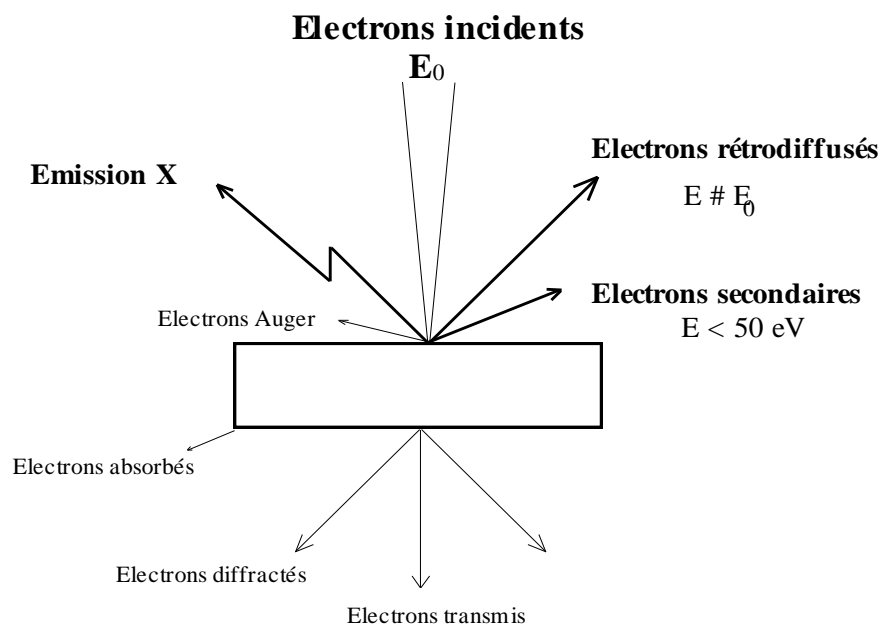 Electrons incidents
E0
Electrons rétrodiffusés
Emission X
E # E0
Electrons secondaires
Electrons Auger
E < 50 eV
Electrons absorbés
Electrons diffractés
Electrons transmis